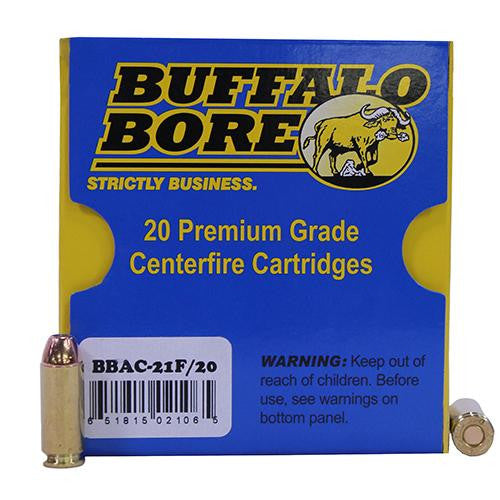 BUFFALO
BORE
STRICTLY BUSINESS.
20 Premium Grade
Centerfire Cartridges
BBAC-21F/20
6 51815 02106 5
WARNING: Keep out of
reach of children. Before
use, see warnings on
bottom panel.